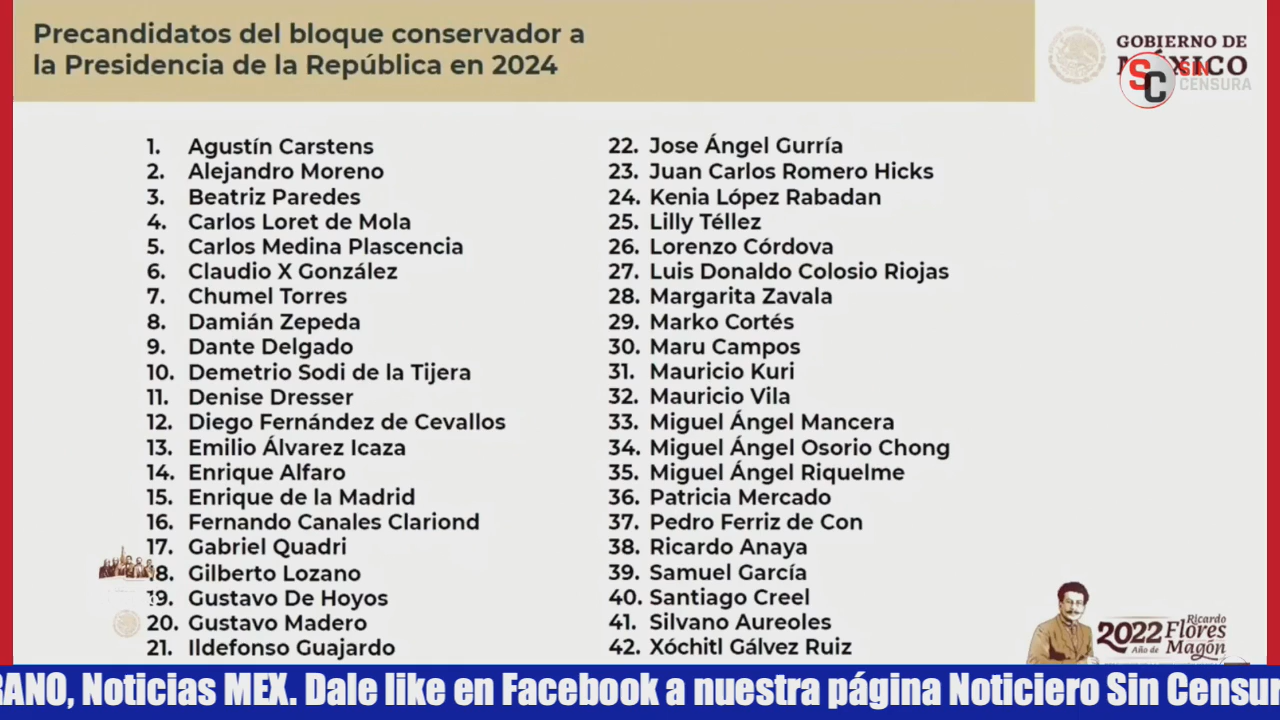 Precandidatos del bloque conservador a
la Presidencia de la República en 2024
GOBIERNO DE
MÉXICO
SC SIN
CENSURA
1. Agustín Carstens
2. Alejandro Moreno
3. Beatriz Paredes
4. Carlos Loret de Mola
5. Carlos Medina Plascencia
6. Claudio X González
7. Chumel Torres
8. Damián Zepeda
9. Dante Delgado
10. Demetrio Sodi de la Tijera
11. Denise Dresser
12. Diego Fernández de Cevallos
13. Emilio Álvarez Icaza
14. Enrique Alfaro
15. Enrique de la Madrid
16. Fernando Canales Clariond
17. Gabriel Quadri
18. Gilberto Lozano
19. Gustavo De Hoyos
20. Gustavo Madero
21. Ildefonso Guajardo
22. Jose Ángel Gurría
23. Juan Carlos Romero Hicks
24. Kenia López Rabadan
25. Lilly Téllez
26. Lorenzo Córdova
27. Luis Donaldo Colosio Riojas
28. Margarita Zavala
29. Marko Cortés
30. Maru Campos
31. Mauricio Kuri
32. Mauricio Vila
33. Miguel Ángel Mancera
34. Miguel Ángel Osorio Chong
35. Miguel Ángel Riquelme
36. Patricia Mercado
37. Pedro Ferriz de Con
38. Ricardo Anaya
39. Samuel García
40. Santiago Creel
41. Silvano Aureoles
42. Xóchitl Gálvez Ruiz
2022 Ricardo
Año de Flores
Magón
RANO, Noticias MEX. Dale like en Facebook a nuestra página Noticiero Sin Censur